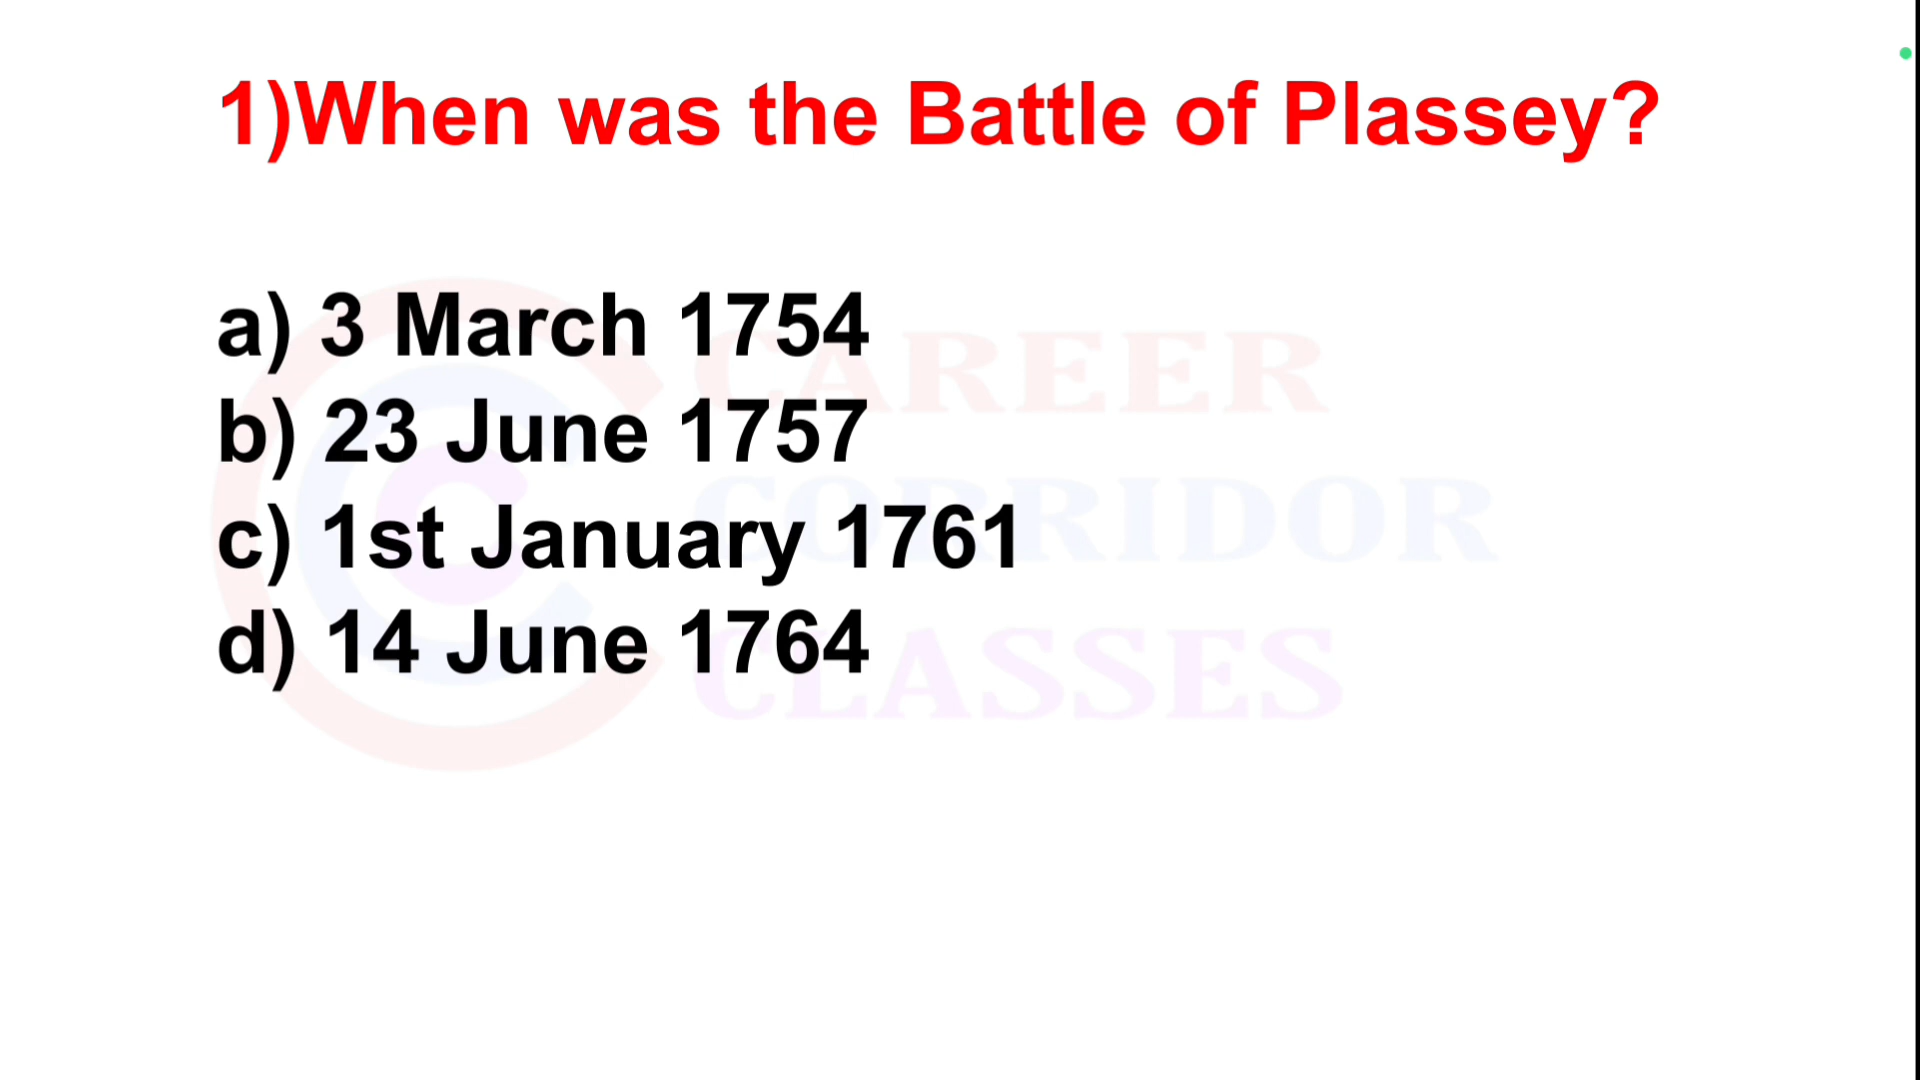 1)When was the Battle of Plassey?
a) 3 March 1754
b) 23 June 1757
c) 1st January 1761
d) 14 June 1764
CAREER
CORRIDOR
CLASSES